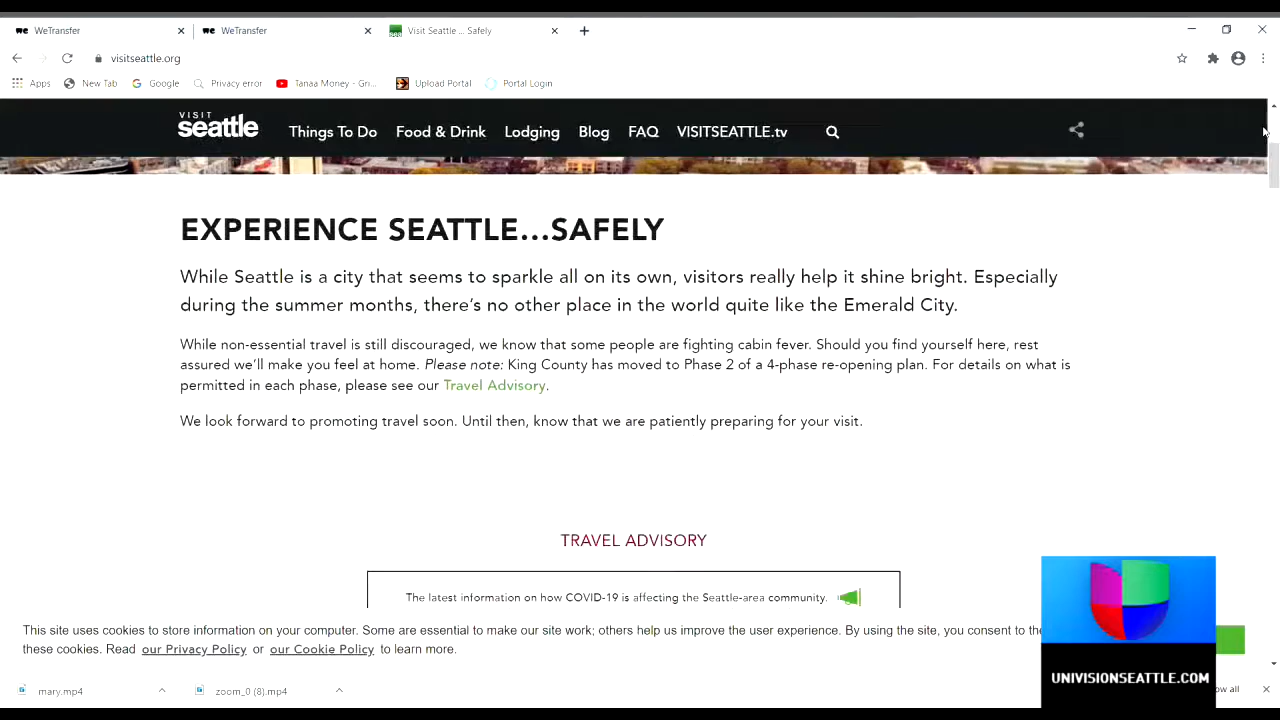 WeTransfer
WeTransfer
Visit Seattle... Safely
visitseattle.org
Apps
New Tab
Google
Privacy error
Tanaa Money - Gri...
Upload Portal
Portal Login
VISIT
seattle
Things To Do
Food & Drink
Lodging
Blog
FAQ
VISITSEATTLE.tv
EXPERIENCE SEATTLE...SAFELY
While Seattle is a city that seems to sparkle all on its own, visitors really help it shine bright. Especially
during the summer months, there's no other place in the world quite like the Emerald City.
While non-essential travel is still discouraged, we know that some people are fighting cabin fever. Should you find yourself here, rest
assured we'll make you feel at home. Please note: King County has moved to Phase 2 of a 4-phase re-opening plan. For details on what is
permitted in each phase, please see our Travel Advisory.
We look forward to promoting travel soon. Until then, know that we are patiently preparing for your visit.
TRAVEL ADVISORY
The latest information on how COVID-19 is affecting the Seattle-area community.
This site uses cookies to store information on your computer. Some are essential to make our site work; others help us improve the user experience. By using the site, you consent to the
these cookies. Read our Privacy Policy or our Cookie Policy to learn more.
mary.mp4
zoom_0 (8).mp4
UNIVISIONSEATTLE.COM
all